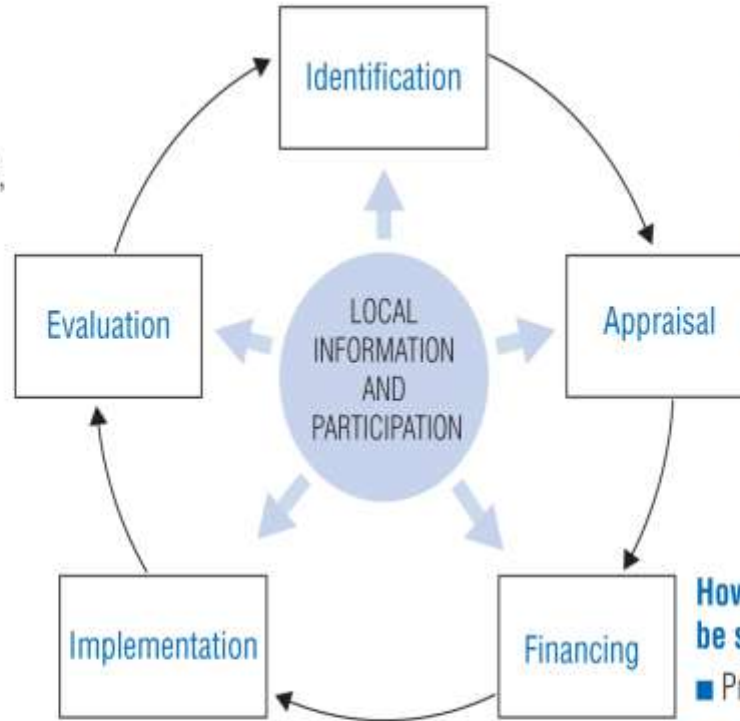 Identification
,
Evaluation
LOCAL
INFORMATION
AND
PARTICIPATION
Appraisal
Implementation
Financing
How
be s
■ Pr